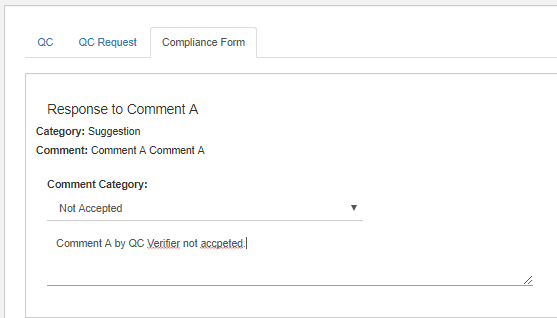 QC QC Request Compliance Form
Response to Comment A
Category: Suggestion
Comment: Comment A Comment A
Comment Category:
Not Accepted
Comment A by QC Verifier not accpeted.